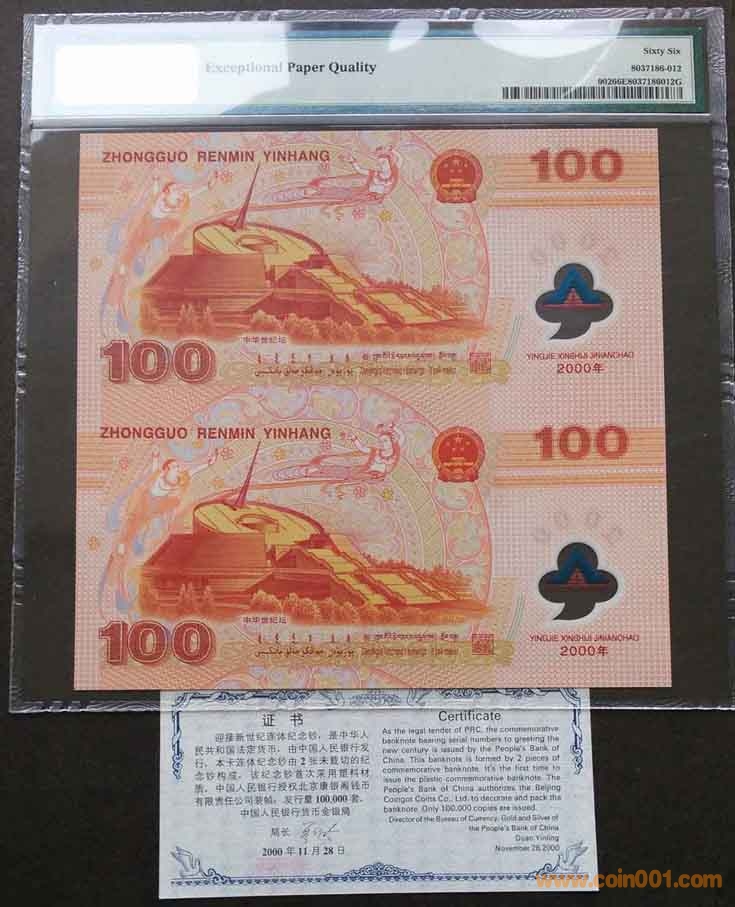 Exceptional Paper Quality
Sixty Six
8037186-012
00266E8037186012G
ZHONGGUO RENMIN YINHANG
100
中华世纪坛
100
YINGJIE XINSHIJI JINIANCHAO
2000年
ZHONGGUO RENMIN YINHANG
100
中华世纪坛
100
YINGJIE XINSHIJI JINIANCHAO
2000年
证书
迎接新世纪连体纪念钞，是中华人
民共和国法定货币，由中国人民银行发
行，本卡连体纪念钞由2张未裁切的纪
念钞构成，该纪念钞首次采用塑料材
质，中国人民银行授权北京康银阁钱币
有限责任公司装帧，发行量100,000套。
中国人民银行货币金银局
局长
2000年11月28日
Certificate
As the legal tender of PRC, the commemorative
banknote bearing serial numbers to greeting the
new century is issued by the People's Bank of
China. This banknote is formed by 2 pieces of
commemorative banknote. It's the first time to
issue the plastic commemorative banknote. The
People's Bank of China authorizes the Beijing
Coingot Coins Co., Ltd. to decorate and pack the
banknote. Only 100,000 copies are issued.
Director of the Bureau of Currency, Gold and Silver of
the People's Bank of China
Duan Yinling
November 28,2000
www.coin001.com